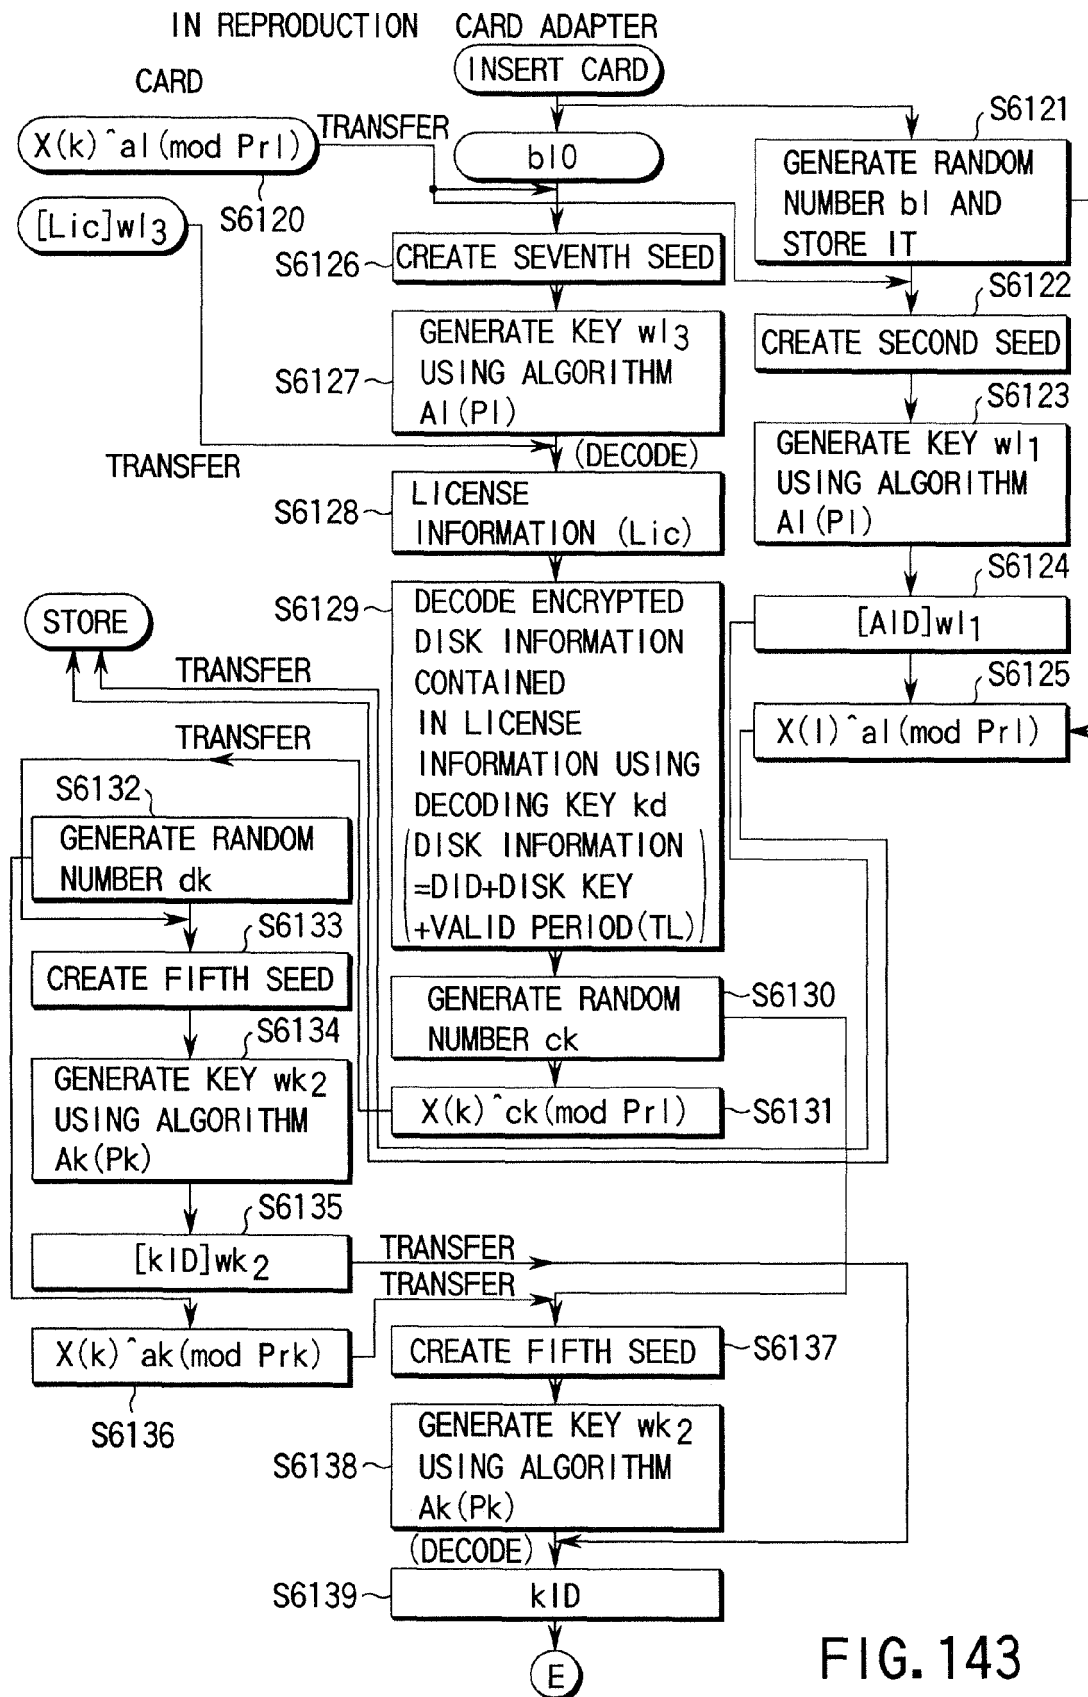 IN REPRODUCTION CARD ADAPTER
INSERT CARD
CARD
X(k)^al(mod Prl)
TRANSFER
S6120
bl0
S6121
GENERATE RANDOM
NUMBER bl AND
STORE IT
[Lic]wl3
S6126
CREATE SEVENTH SEED
S6122
CREATE SECOND SEED
S6127
GENERATE KEY wl3
USING ALGORITHM
Al(Pl)
S6123
GENERATE KEY wl1
USING ALGORITHM
Al(Pl)
TRANSFER
(DECODE)
S6128
LICENSE
INFORMATION (Lic)
S6124
[AID]wl1
S6129
DECODE ENCRYPTED
DISK INFORMATION
CONTAINED
IN LICENSE
INFORMATION USING
DECODING KEY kd
(DISK INFORMATION
=DID+DISK KEY
+VALID PERIOD(TL))
STORE
TRANSFER
S6125
X(l)^al(mod Prl)
TRANSFER
S6132
GENERATE RANDOM
NUMBER dk
S6133
CREATE FIFTH SEED
S6130
GENERATE RANDOM
NUMBER ck
S6134
GENERATE KEY wk2
USING ALGORITHM
Ak(Pk)
X(k)^ck(mod Prl)
S6131
S6135
[kID]wk2
TRANSFER
TRANSFER
X(k)^ak(mod Prk)
S6136
CREATE FIFTH SEED
S6137
S6138
GENERATE KEY wk2
USING ALGORITHM
Ak(Pk)
(DECODE)
S6139
kID
E
FIG. 143